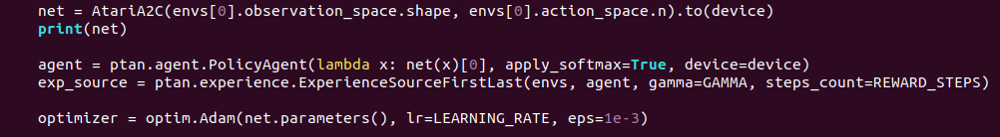 net = AtariA2C(envs[0].observation_space.shape, envs[0].action_space.n).to(device)
print(net)
agent = ptan.agent.PolicyAgent(lambda x: net(x)[0], apply_softmax=True, device=device)
exp_source = ptan.experience.ExperienceSourceFirstLast(envs, agent, gamma=GAMMA, steps_count=REWARD_STEPS)
optimizer = optim.Adam(net.parameters(), lr=LEARNING_RATE, eps=1e-3)